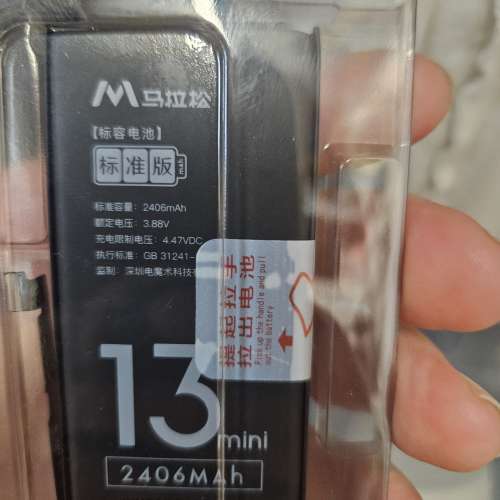 马拉松
【标容电池】
标准版
标准容量：2406mAh
额定电压：3.88V
充电限制电压：4.47VDC
执行标准：GB 31241-
监制：深圳电魔术科技
提起拉手
拉出电池
Pick up the handle and pull
out the battery
13mini
2406MAh